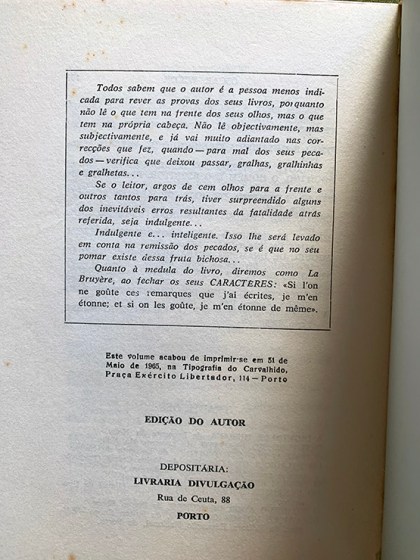 Todos sabem que o autor é a pessoa menos indi-
cada para rever as provas dos seus livros, porquanto
não lê o que tem na frente dos seus olhos, mas o que
tem na própria cabeça. Não lê objectivamente, mas
subjectivamente, e já vai muito adiantado nas cor-
recções que fez, quando — para mal dos seus peca-
dos — verifica que deixou passar, gralhas, gralhinhas
e gralhetas...
Se o leitor, argos de cem olhos para a frente e
outros tantos para trás, tiver surpreendido alguns
dos inevitáveis erros resultantes da fatalidade atrás
referida, seja indulgente...
Indulgente e... inteligente. Isso lhe será levado
em conta na remissão dos pecados, se é que no seu
pomar existe dessa fruta bichosa...
Quanto à medula do livro, diremos como La
Bruyère, ao fechar os seus CARACTERES: «Si l'on
ne goûte ces remarques que j'ai écrites, je m'en
étonne; et si on les goûte, je m'en étonne de même».
Este volume acabou de imprimir-se em 31 de
Maio de 1965, na Tipografia do Carvalhido,
Praça Exército Libertador, 114 — Porto
EDIÇÃO DO AUTOR
DEPOSITÁRIA:
LIVRARIA DIVULGAÇÃO
Rua de Ceuta, 88
PORTO